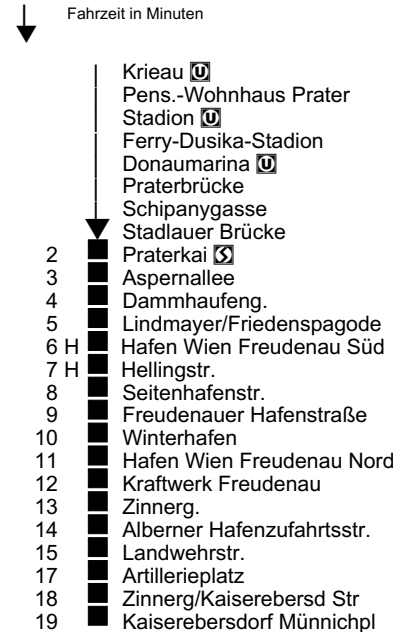 Fahrzeit in Minuten
Krieau U
Pens.-Wohnhaus Prater
Stadion U
Ferry-Dusika-Stadion
Donaumarina U
Praterbrücke
Schipanygasse
Stadlauer Brücke
2 Praterkai S
3 Aspernallee
4 Dammhaufeng.
5 Lindmayer/Friedenspagode
6 H Hafen Wien Freudenau Süd
7 H Hellingstr.
8 Seitenhafenstr.
9 Freudenauer Hafenstraße
10 Winterhafen
11 Hafen Wien Freudenau Nord
12 Kraftwerk Freudenau
13 Zinnerg.
14 Alberner Hafenzufahrtsstr.
15 Landwehrstr.
17 Artillerieplatz
18 Zinnerg/Kaiserebersd Str
19 Kaiserebersdorf Münnichpl